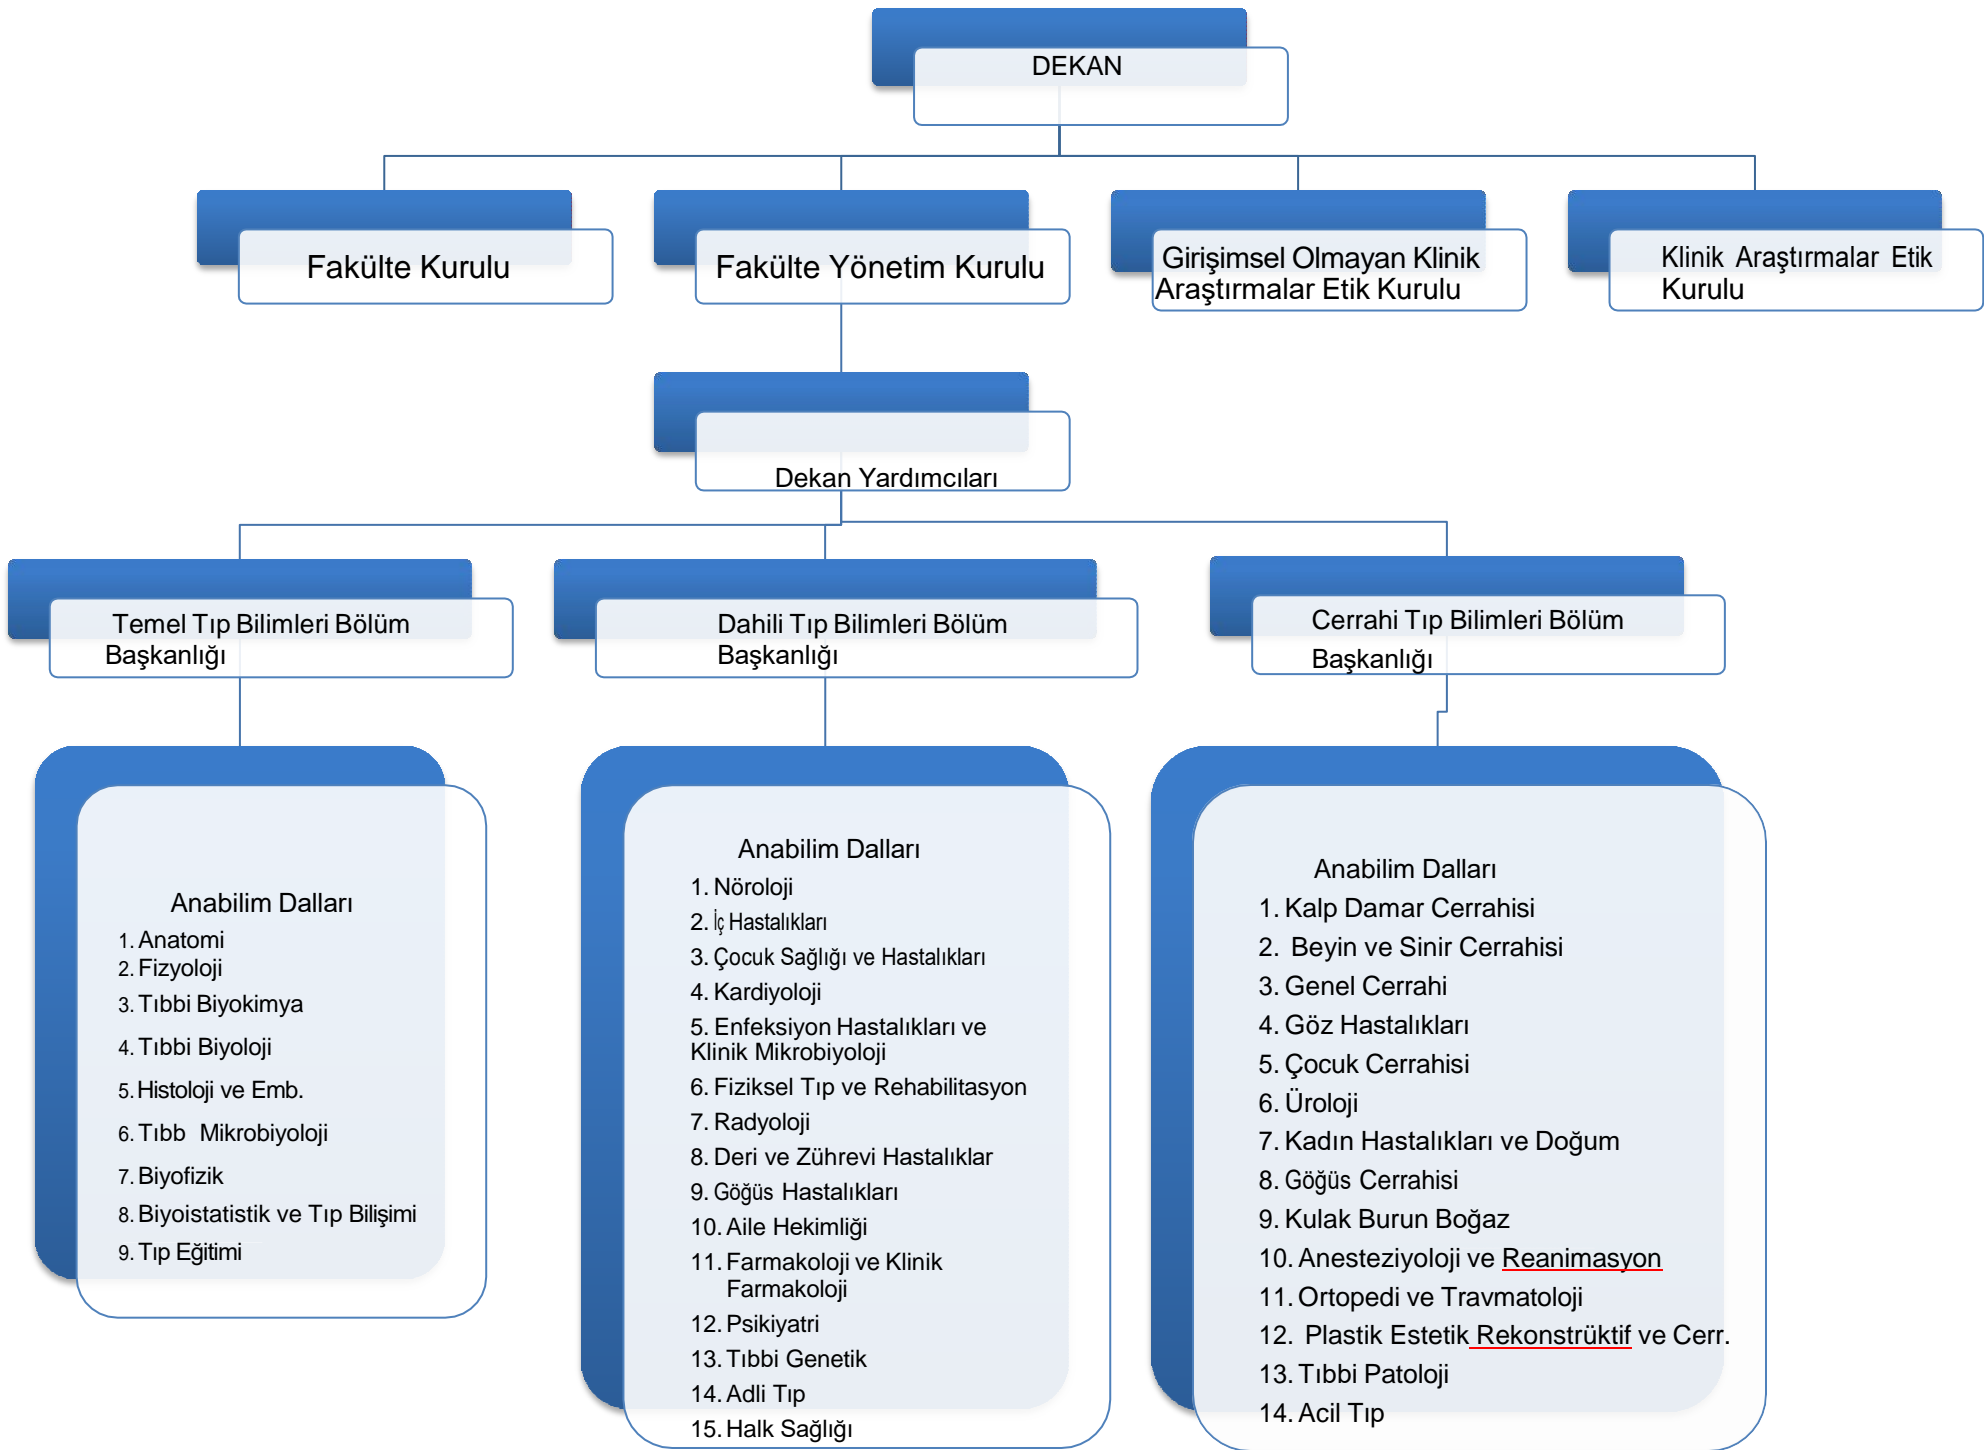 DEKAN
Fakülte Kurulu
Fakülte Yönetim Kurulu
Girişimsel Olmayan Klinik
Araştırmalar Etik Kurulu
Klinik Araştırmalar Etik
Kurulu
Dekan Yardımcıları
Temel Tıp Bilimleri Bölüm
Başkanlığı
Dahili Tıp Bilimleri Bölüm
Başkanlığı
Cerrahi Tıp Bilimleri Bölüm
Başkanlığı
Anabilim Dalları
1. Anatomi
2. Fizyoloji
3. Tıbbi Biyokimya
4. Tıbbi Biyoloji
5. Histoloji ve Emb.
6. Tıbb Mikrobiyoloji
7. Biyofizik
8. Biyoistatistik ve Tıp Bilişimi
9. Tıp Eğitimi
Anabilim Dalları
1. Nöroloji
2. İç Hastalıkları
3. Çocuk Sağlığı ve Hastalıkları
4. Kardiyoloji
5. Enfeksiyon Hastalıkları ve
Klinik Mikrobiyoloji
6. Fiziksel Tıp ve Rehabilitasyon
7. Radyoloji
8. Deri ve Zührevi Hastalıklar
9. Göğüs Hastalıkları
10. Aile Hekimliği
11. Farmakoloji ve Klinik
Farmakoloji
12. Psikiyatri
13. Tıbbi Genetik
14. Adli Tıp
15. Halk Sağlığı
Anabilim Dalları
1. Kalp Damar Cerrahisi
2. Beyin ve Sinir Cerrahisi
3. Genel Cerrahi
4. Göz Hastalıkları
5. Çocuk Cerrahisi
6. Üroloji
7. Kadın Hastalıkları ve Doğum
8. Göğüs Cerrahisi
9. Kulak Burun Boğaz
10. Anesteziyoloji ve Reanimasyon
11. Ortopedi ve Travmatoloji
12. Plastik Estetik Rekonstrüktif ve Cerr.
13. Tıbbi Patoloji
14. Acil Tıp